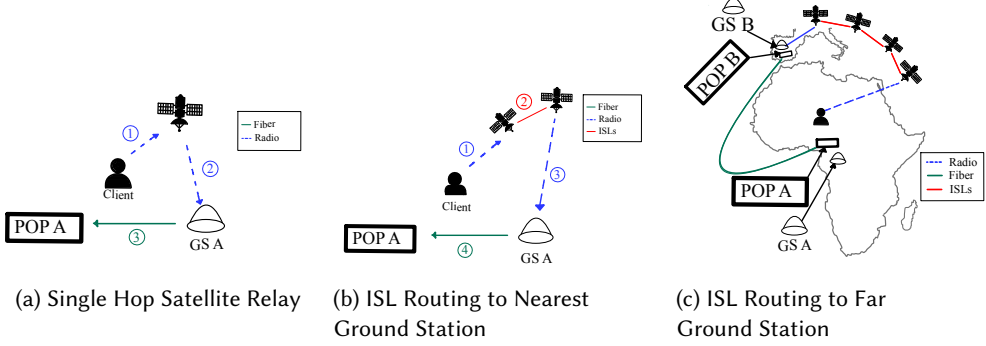 ①
②
③
Client
GS A
POP A
Fiber
Radio
(a) Single Hop Satellite Relay
①
②
③
④
Client
GS A
POP A
Fiber
Radio
ISLs
(b) ISL Routing to Nearest
Ground Station
GS B
POP B
POP A
GS A
Radio
Fiber
ISLs
(c) ISL Routing to Far
Ground Station